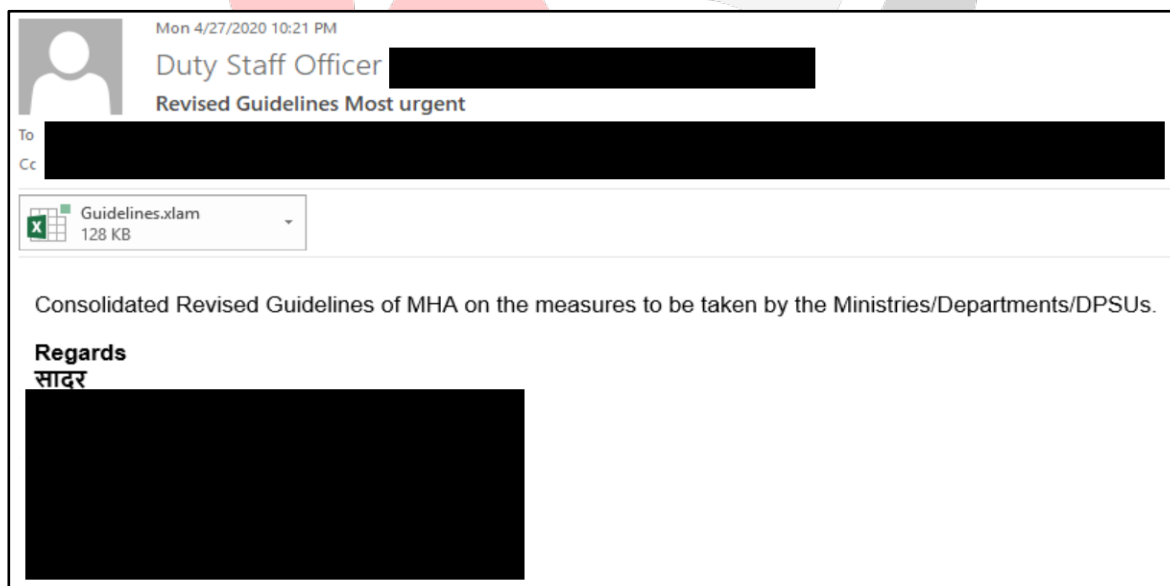 Mon 4/27/2020 10:21 PM
Duty Staff Officer
Revised Guidelines Most urgent
To
Cc
Guidelines.xlam
128 KB
Consolidated Revised Guidelines of MHA on the measures to be taken by the Ministries/Departments/DPSUs.
Regards
सादर